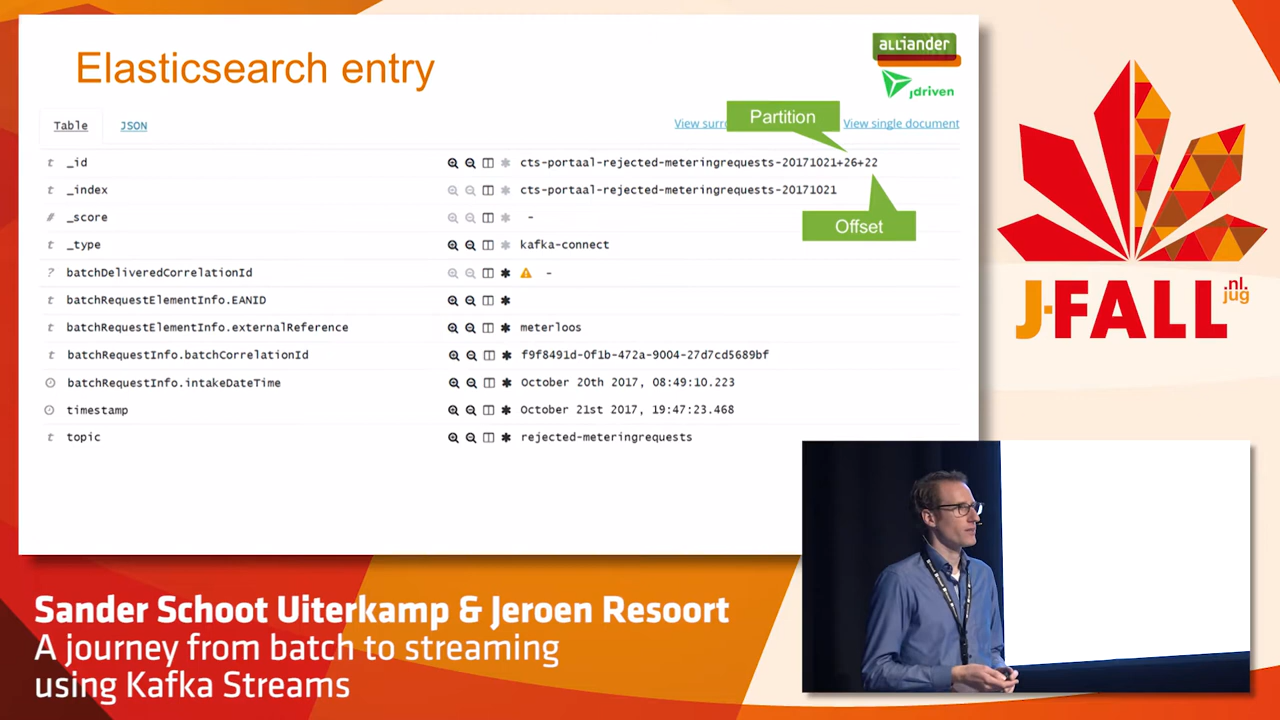 Elasticsearch entry
alliander
jdriven
Table JSON
View surr
Partition
View single document
t _id cts-portaal-rejected-meteringrequests-20171021+26+22
t _index cts-portaal-rejected-meteringrequests-20171021
Offset
# _score -
t _type kafka-connect
? batchDeliveredCorrelationId -
t batchRequestElementInfo.EANID
t batchRequestElementInfo.externalReference meterloos
t batchRequestInfo.batchCorrelationId f9f8491d-0f1b-472a-9004-27d7cd5689bf
batchRequestInfo.intakeDateTime October 20th 2017, 08:49:10.223
timestamp October 21st 2017, 19:47:23.468
t topic rejected-meteringrequests
J-FALL
.nl.
jug
Sander Schoot Uiterkamp & Jeroen Resoort
A journey from batch to streaming
using Kafka Streams